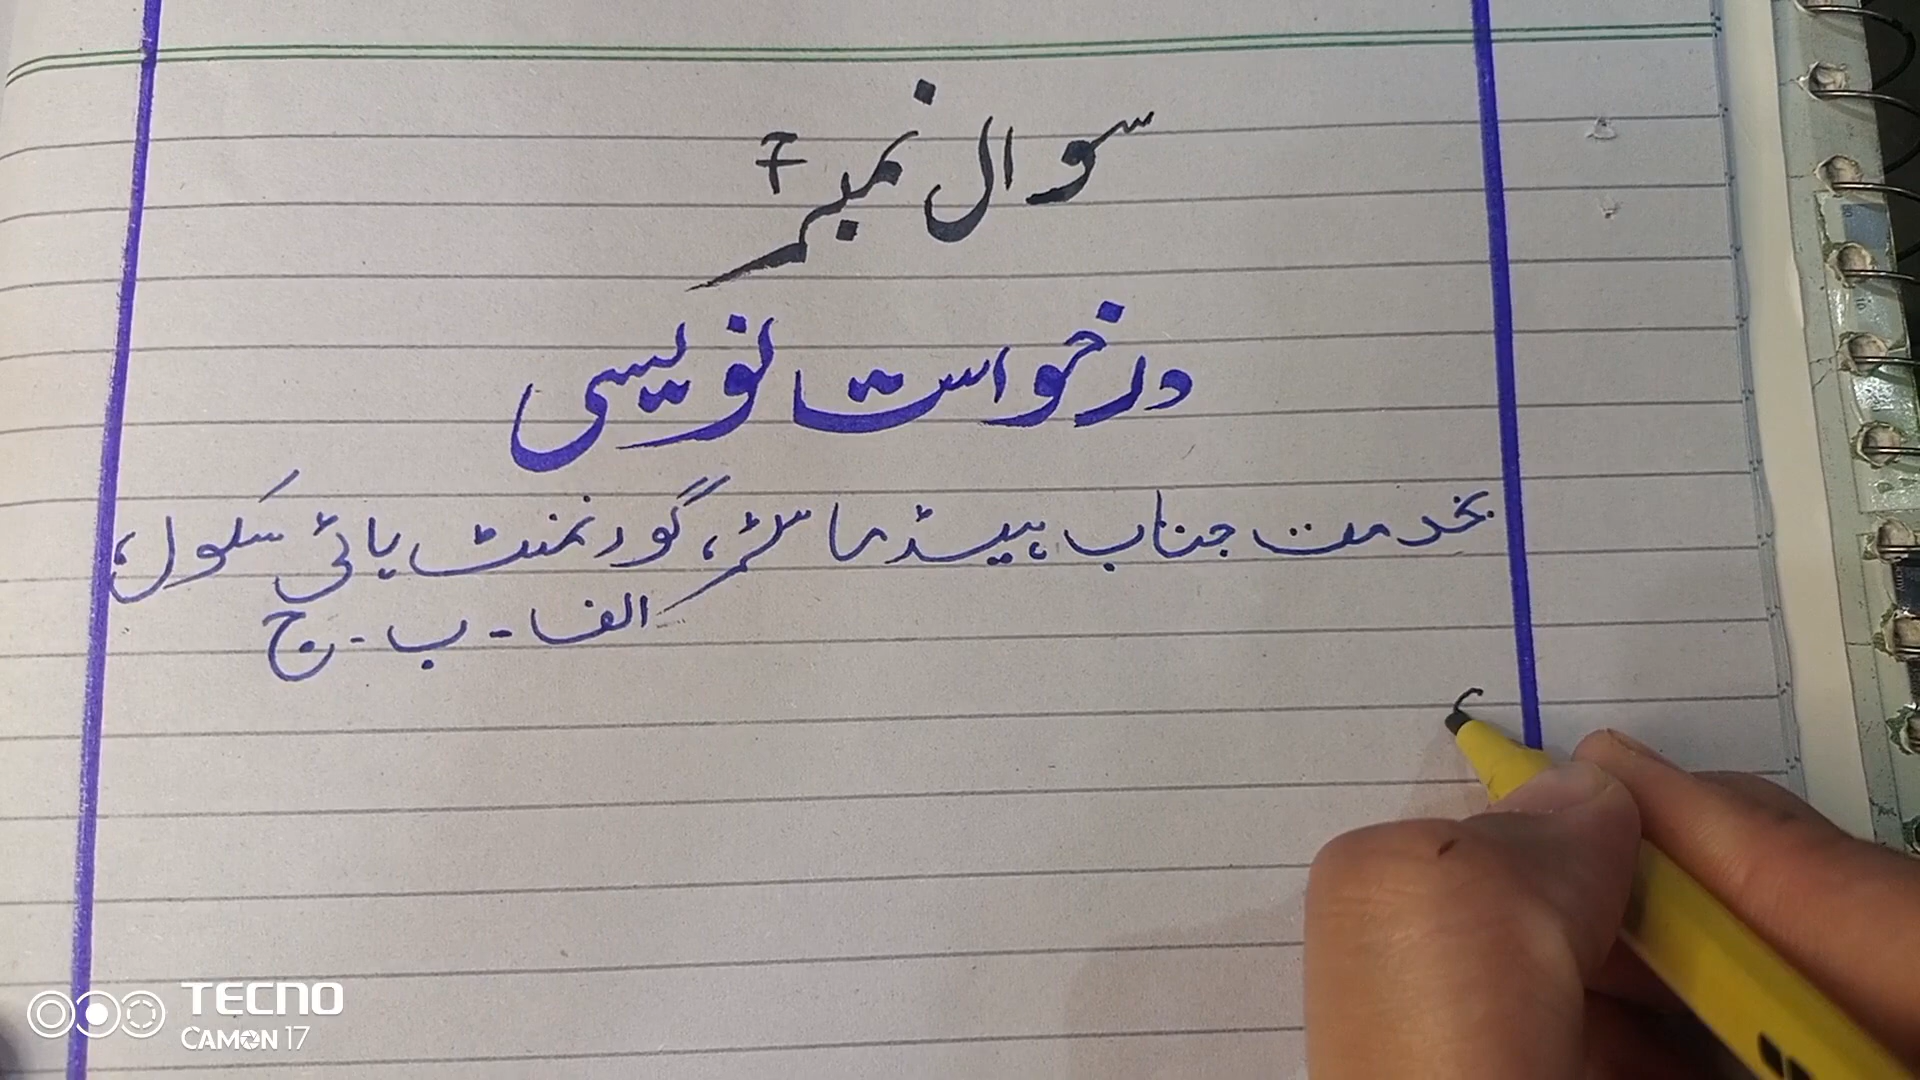 سوال نمبر 7
درخواست نویسی
بخدمت جناب ہیڈ ماسٹر، گورنمنٹ ہائی سکول،
الف - ب - ج
TECNO
CAMON 17